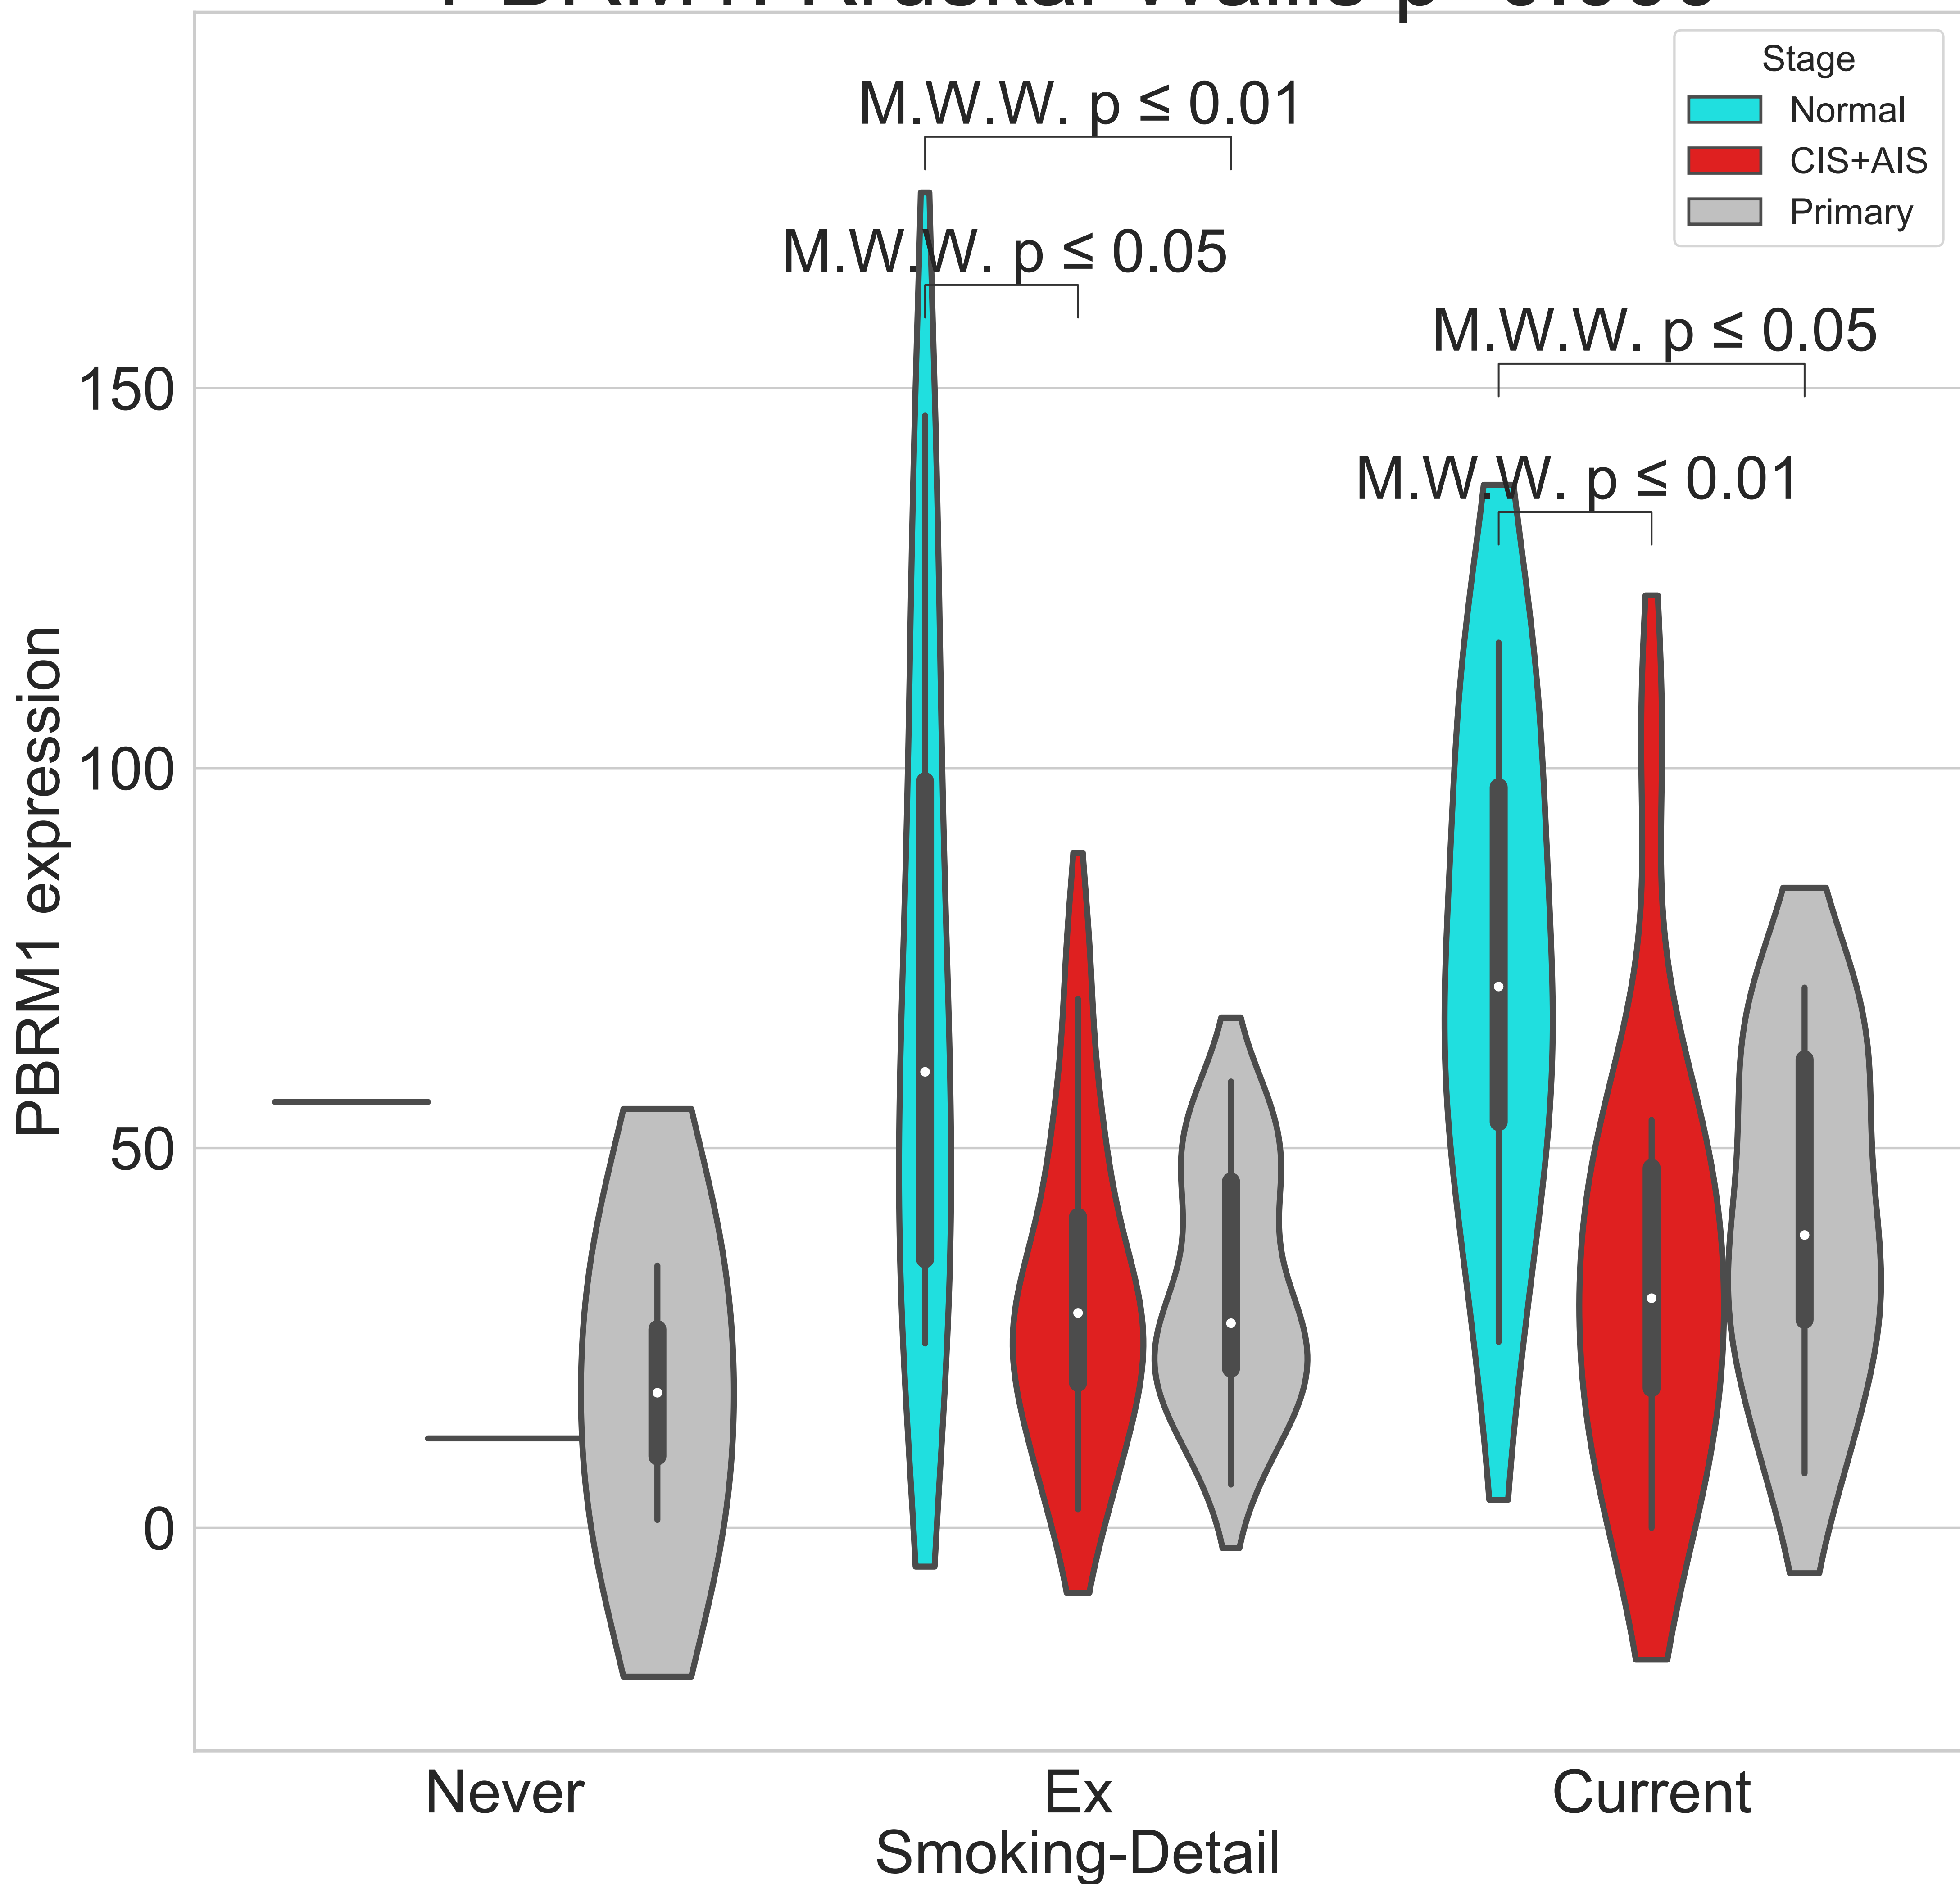 Stage
Normal
CIS+AIS
Primary
M.W.W. p ≤ 0.01
M.W.W. p ≤ 0.05
M.W.W. p ≤ 0.05
M.W.W. p ≤ 0.01
150
100
50
0
PBRM1 expression
Never
Ex
Current
Smoking-Detail